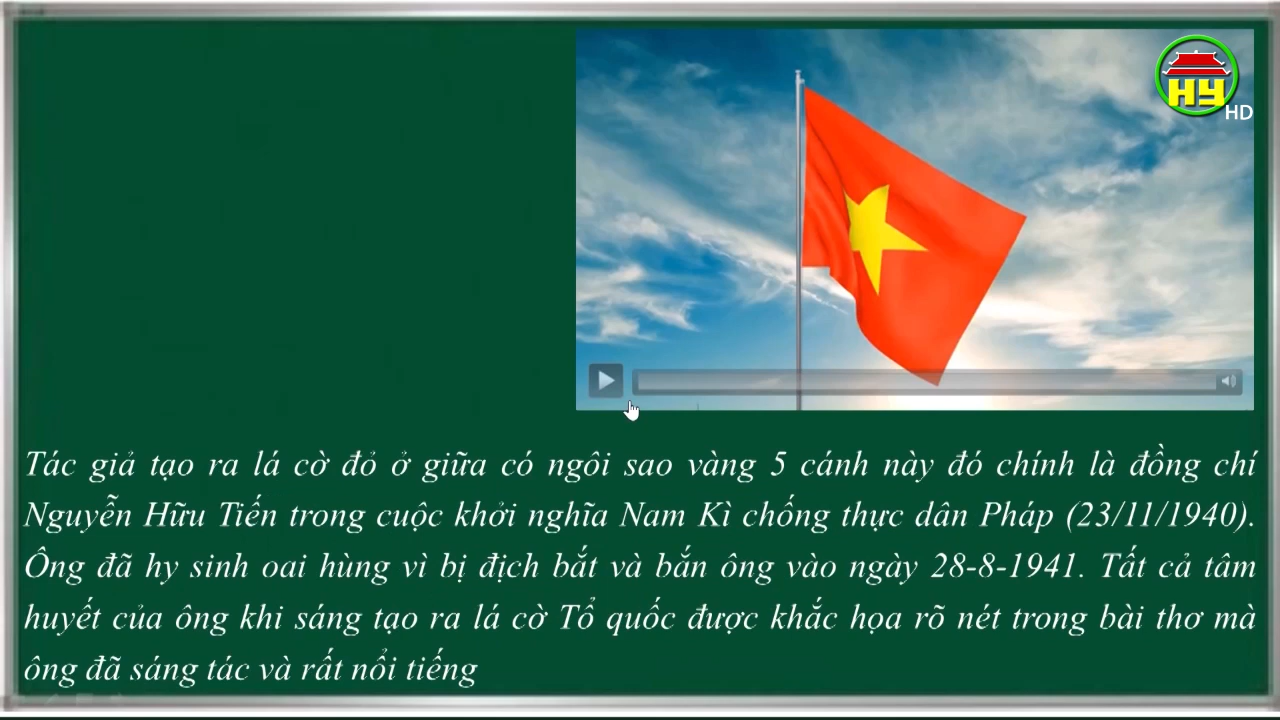 HY
HD
Tác giả tạo ra lá cờ đỏ ở giữa có ngôi sao vàng 5 cánh này đó chính là đồng chí
Nguyễn Hữu Tiến trong cuộc khởi nghĩa Nam Kì chống thực dân Pháp (23/11/1940).
Ông đã hy sinh oai hùng vì bị địch bắt và bắn ông vào ngày 28-8-1941. Tất cả tâm
huyết của ông khi sáng tạo ra lá cờ Tổ quốc được khắc họa rõ nét trong bài thơ mà
ông đã sáng tác và rất nổi tiếng